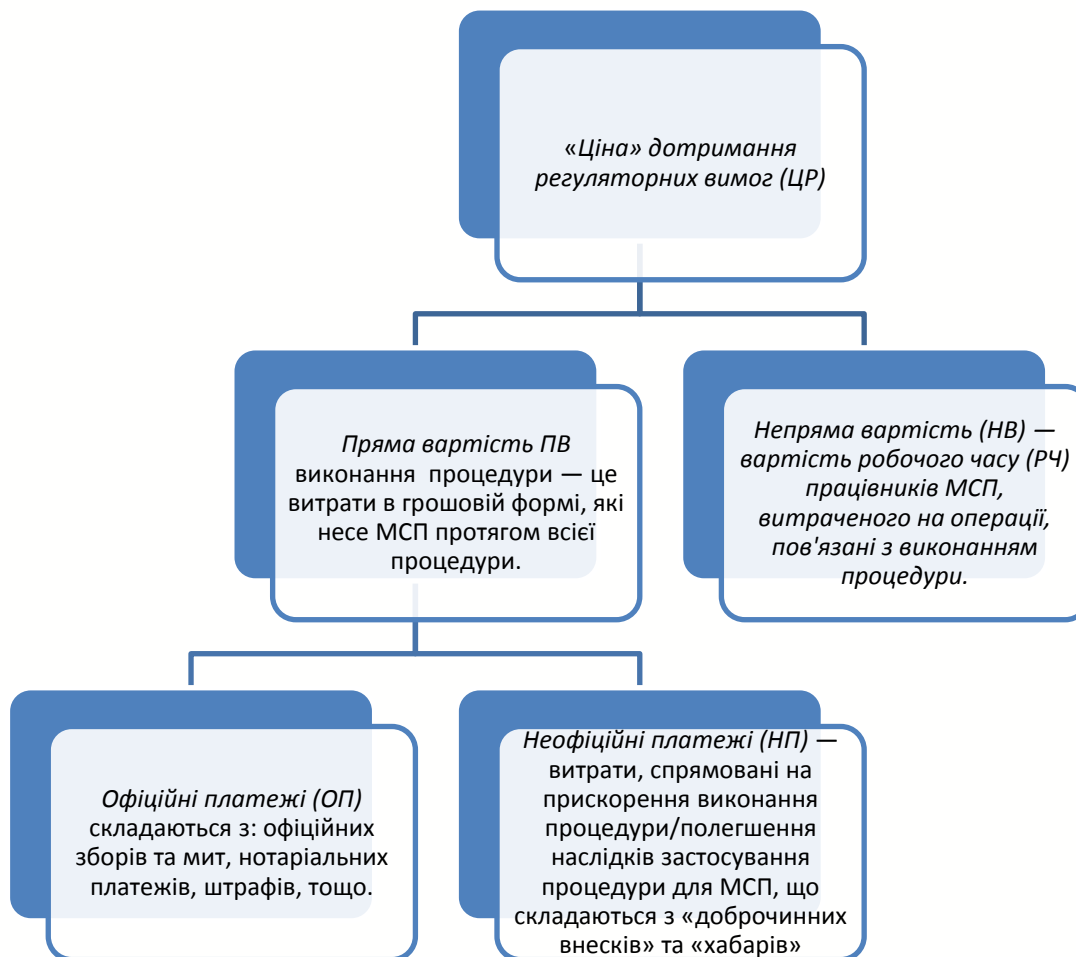 «Ціна» дотримання
регуляторних вимог (ЦР)
Пряма вартість ПВ
виконання процедури — це
витрати в грошовій формі, які
несе МСП протягом всієї
процедури.
Непряма вартість (НВ) —
вартість робочого часу (РЧ)
працівників МСП,
витраченого на операції,
пов'язані з виконанням
процедури.
Офіційні платежі (ОП)
складаються з: офіційних
зборів та мит, нотаріальних
платежів, штрафів, тощо.
Неофіційні платежі (НП) —
витрати, спрямовані на
прискорення виконання
процедури/полегшення
наслідків застосування
процедури для МСП, що
складаються з «доброчинних
внесків» та «хабарів»